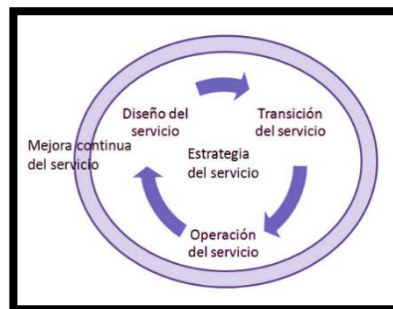 Diseño del
servicio
Transición
del servicio
Mejora continua
del servicio
Estrategia
del servicio
Operación
del servicio